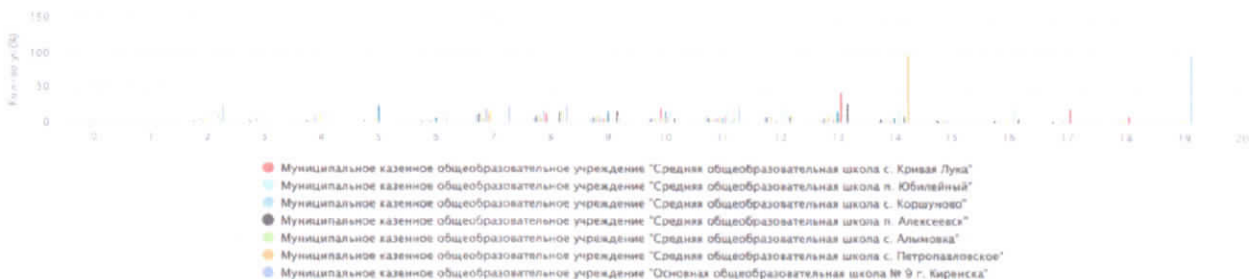 150
100
50
0
Кол-во уч.(%)
0 1 2 3 4 5 6 7 8 9 10 11 12 13 14 15 16 17 18 19 20
Муниципальное казенное общеобразовательное учреждение "Средняя общеобразовательная школа с. Кривая Лука"
Муниципальное казенное общеобразовательное учреждение "Средняя общеобразовательная школа п. Юбилейный"
Муниципальное казенное общеобразовательное учреждение "Средняя общеобразовательная школа с. Коршуново"
Муниципальное казенное общеобразовательное учреждение "Средняя общеобразовательная школа п. Алексеевск"
Муниципальное казенное общеобразовательное учреждение "Средняя общеобразовательная школа с. Алымовка"
Муниципальное казенное общеобразовательное учреждение "Средняя общеобразовательная школа с. Петропавловское"
Муниципальное казенное общеобразовательное учреждение "Основная общеобразовательная школа № 9 г. Киренска"